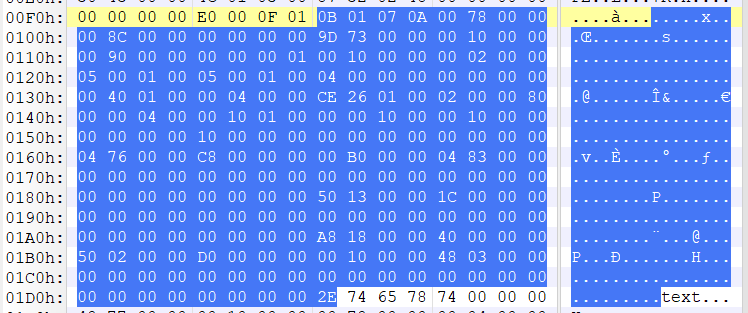 00F0h: 00 00 00 00 E0 00 0F 01 0B 01 07 0A 00 78 00 00 ....à........x..
0100h: 00 8C 00 00 00 00 00 00 9D 73 00 00 00 10 00 00 .Œ.......s......
0110h: 00 90 00 00 00 00 00 01 00 10 00 00 00 02 00 00 ................
0120h: 05 00 01 00 05 00 01 00 04 00 00 00 00 00 00 00 ................
0130h: 00 40 01 00 00 04 00 00 CE 26 01 00 02 00 00 80 .@......Î&.....€
0140h: 00 00 04 00 00 10 01 00 00 00 10 00 00 10 00 00 ................
0150h: 00 00 00 00 10 00 00 00 00 00 00 00 00 00 00 00 ................
0160h: 04 76 00 00 C8 00 00 00 00 B0 00 00 04 83 00 00 .v..È....°...ƒ..
0170h: 00 00 00 00 00 00 00 00 00 00 00 00 00 00 00 00 ................
0180h: 00 00 00 00 00 00 00 00 50 13 00 00 1C 00 00 00 ........P.......
0190h: 00 00 00 00 00 00 00 00 00 00 00 00 00 00 00 00 ................
01A0h: 00 00 00 00 00 00 00 00 A8 18 00 00 40 00 00 00 ........¨...@...
01B0h: 50 02 00 00 D0 00 00 00 00 10 00 00 48 03 00 00 P...Ð.......H...
01C0h: 00 00 00 00 00 00 00 00 00 00 00 00 00 00 00 00 ................
01D0h: 00 00 00 00 00 00 00 00 2E 74 65 78 74 00 00 00 .........text...